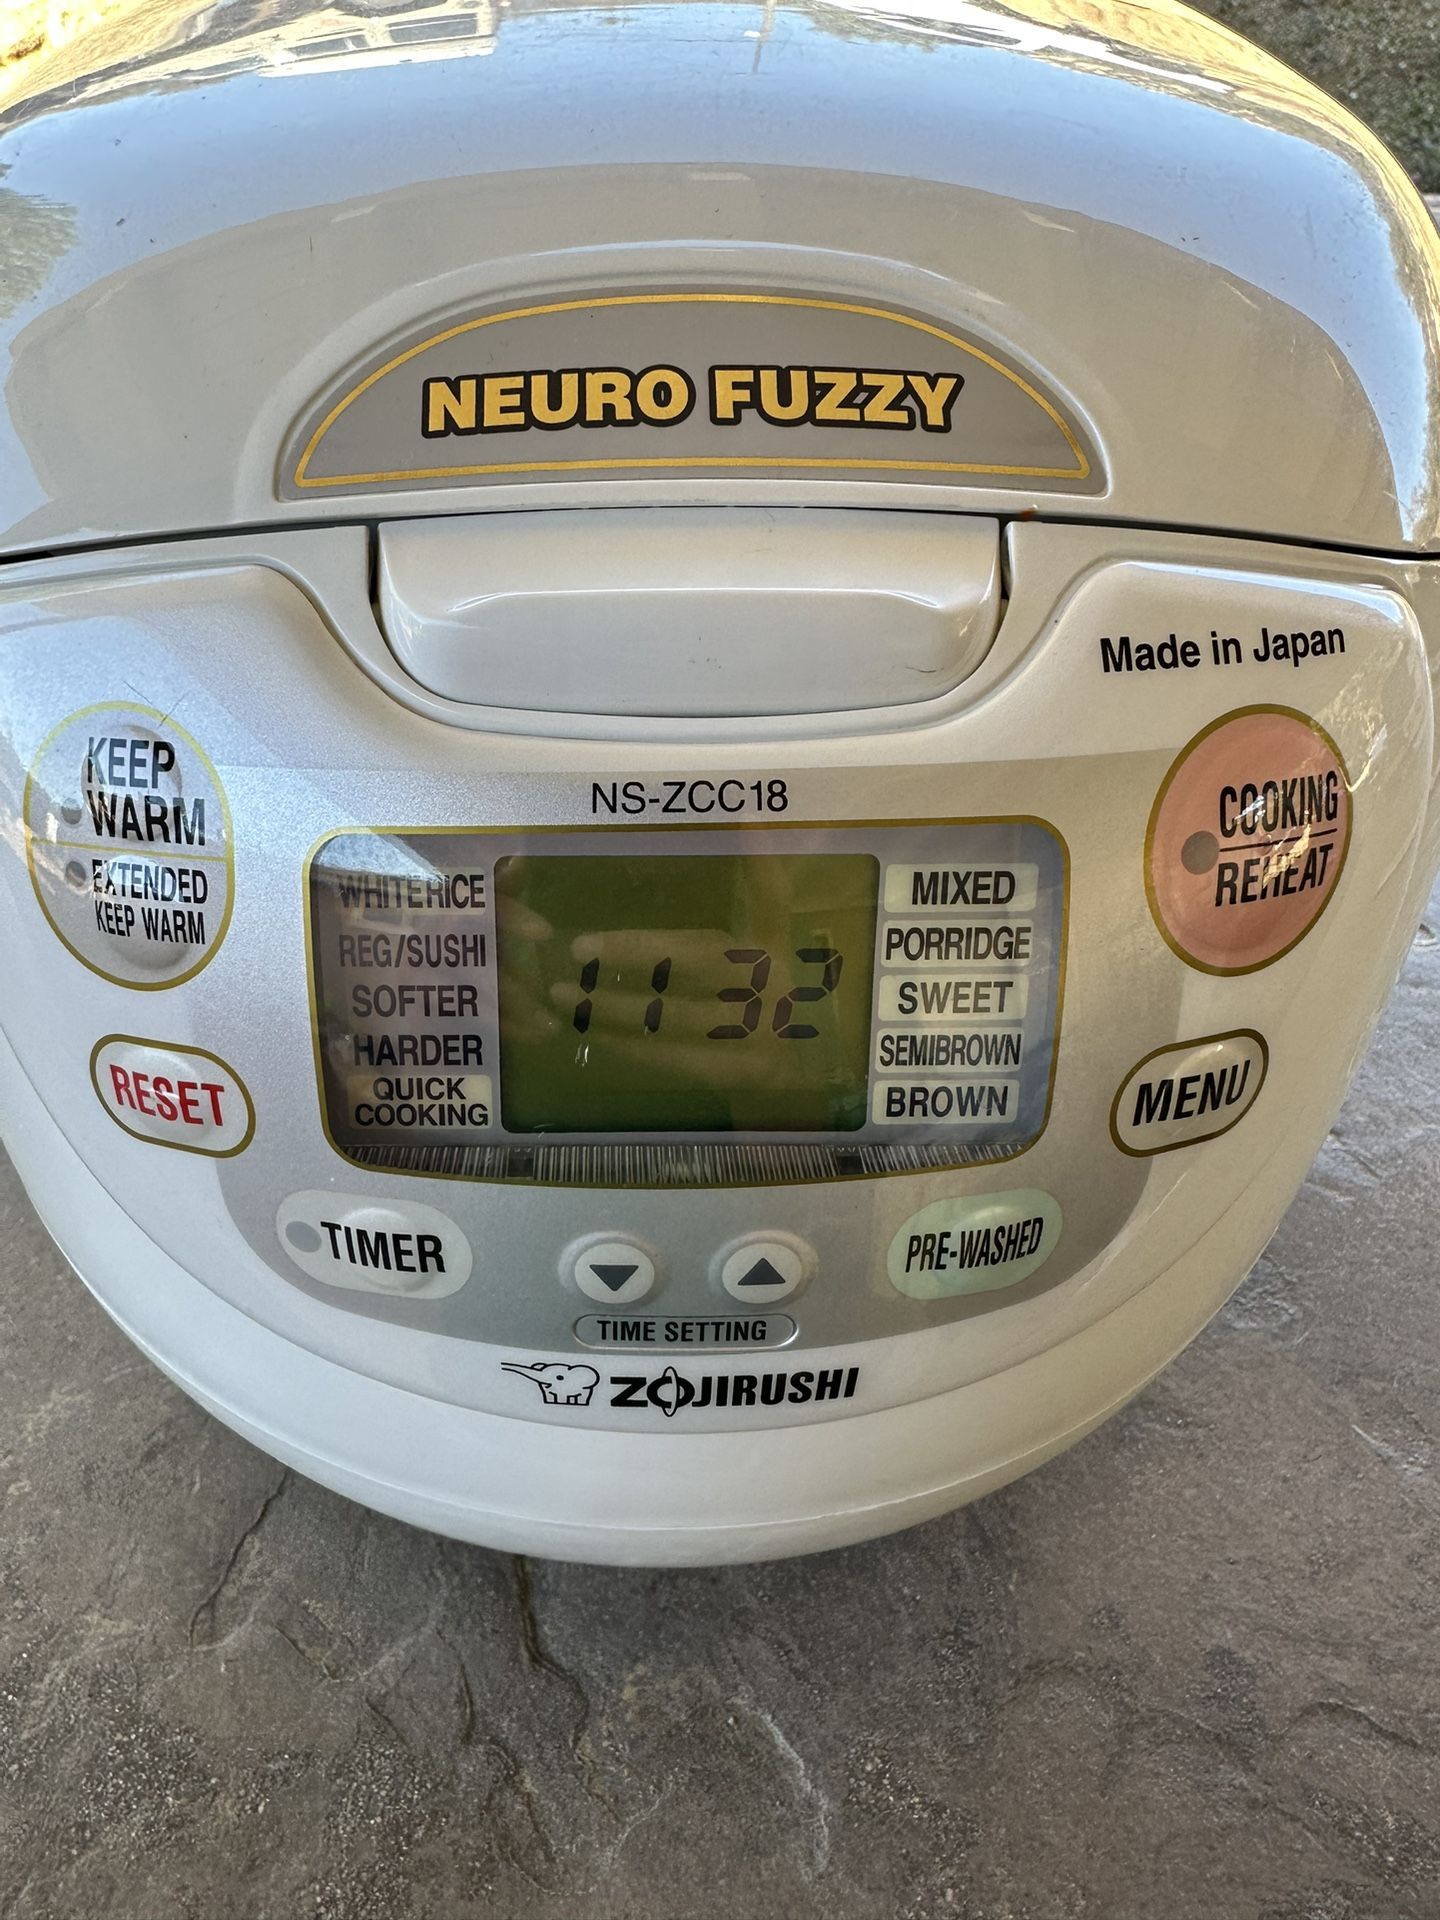 NEURO FUZZY
Made in Japan
KEEP
WARM
EXTENDED
KEEP WARM
NS-ZCC18
COOKING
REHEAT
WHITE RICE
REG/SUSHI
SOFTER
HARDER
QUICK
COOKING
11 32
MIXED
PORRIDGE
SWEET
SEMIBROWN
BROWN
RESET
MENU
TIMER
PRE-WASHED
TIME SETTING
ZOJIRUSHI